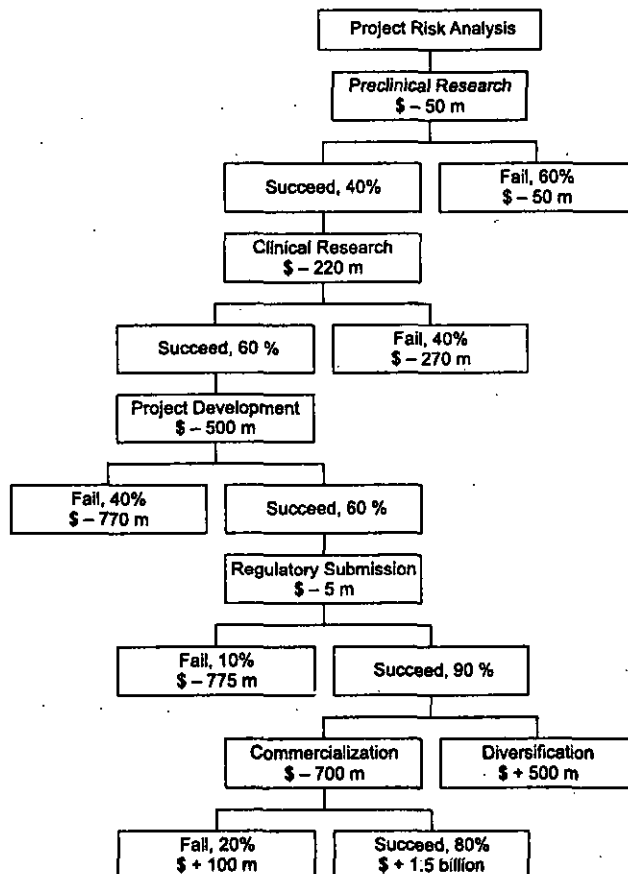 Project Risk Analysis
Preclinical Research
$ – 50 m
Succeed, 40%
Fail, 60%
$ – 50 m
Clinical Research
$ – 220 m
Succeed, 60 %
Fail, 40%
$ – 270 m
Project Development
$ – 500 m
Fail, 40%
$ – 770 m
Succeed, 60 %
Regulatory Submission
$ – 5 m
Fail, 10%
$ – 775 m
Succeed, 90 %
Commercialization
$ – 700 m
Diversification
$ + 500 m
Fail, 20%
$ + 100 m
Succeed, 80%
$ + 1.5 billion